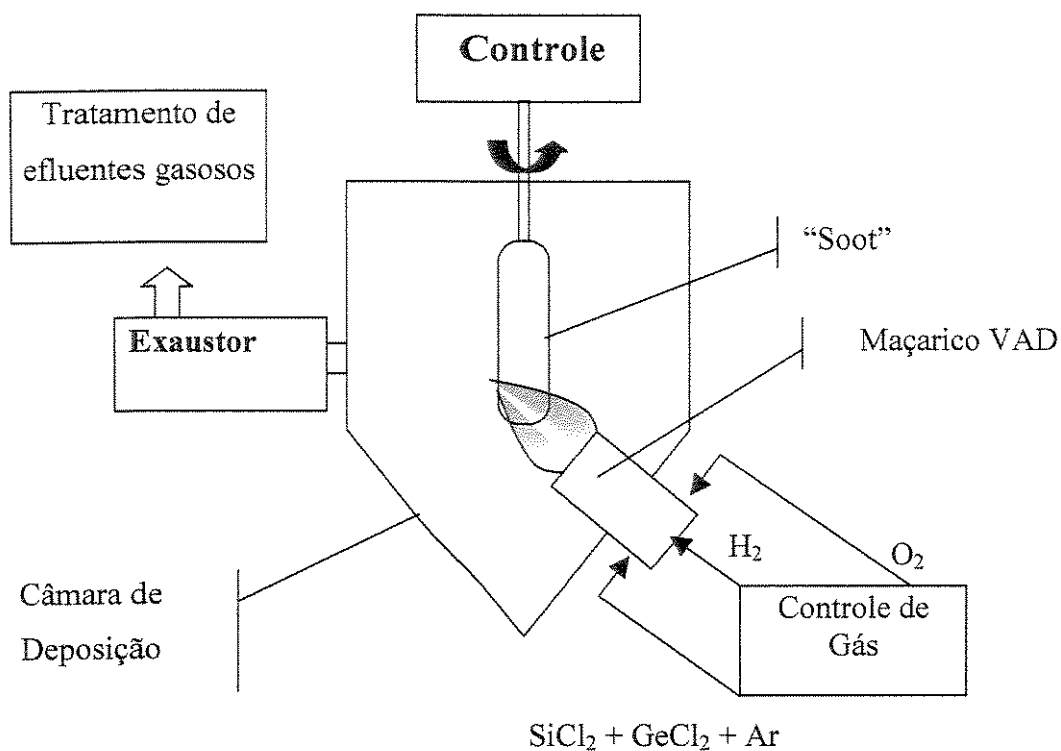 Controle
Tratamento de
efluentes gasosos
“Soot”
Exaustor
Maçarico VAD
H₂
O₂
Câmara de
Deposição
Controle de
Gás
SiCl₂ + GeCl₂ + Ar